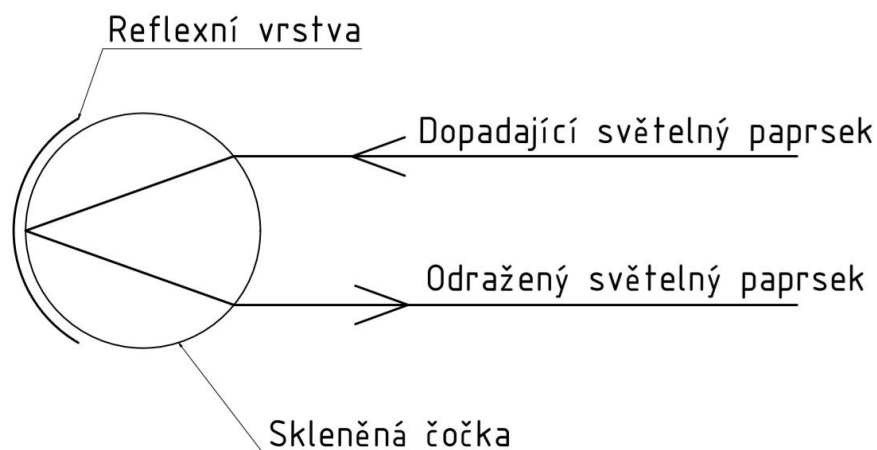 Reflexní vrstva
Dopadající světelný paprsek
Odražený světelný paprsek
Skleněná čočka